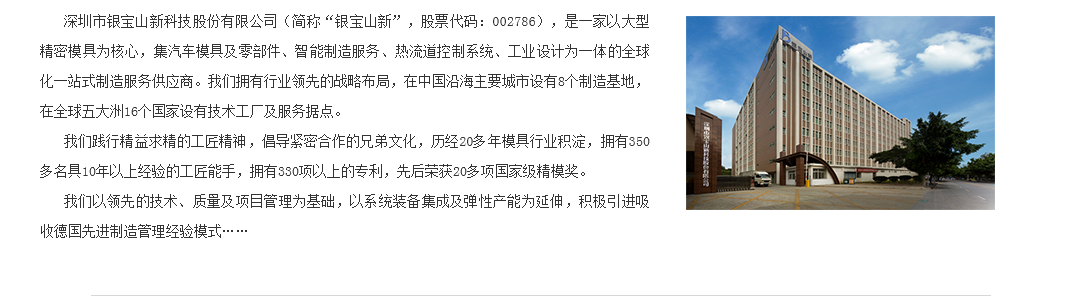 深圳市银宝山新科技股份有限公司（简称“银宝山新”，股票代码：002786），是一家以大型
精密模具为核心，集汽车模具及零部件、智能制造服务、热流道控制系统、工业设计为一体的全球
化一站式制造服务供应商。我们拥有行业领先的战略布局，在中国沿海主要城市设有8个制造基地，
在全球五大洲16个国家设有技术工厂及服务据点。
我们践行精益求精的工匠精神，倡导紧密合作的兄弟文化，历经20多年模具行业积淀，拥有350
多名具10年以上经验的工匠能手，拥有330项以上的专利，先后荣获20多项国家级精模奖。
我们以领先的技术、质量及项目管理为基础，以系统装备集成及弹性产能为延伸，积极引进吸
收德国先进制造管理经验模式……
深圳市银宝山新科技股份有限公司